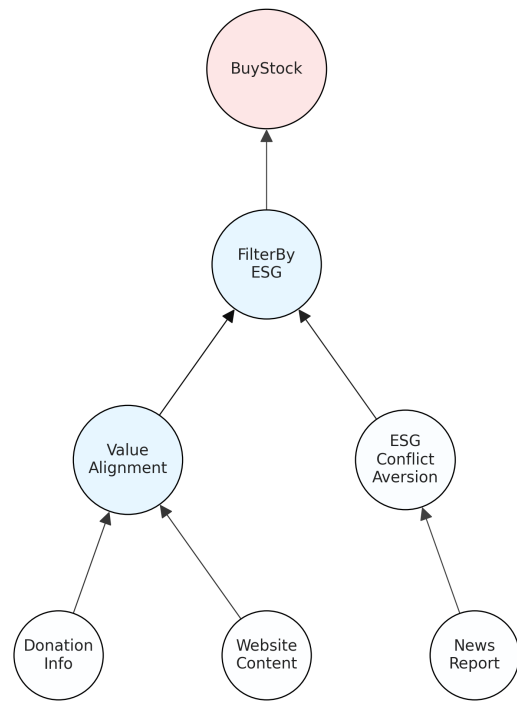 BuyStock
FilterBy
ESG
Value
Alignment
ESG
Conflict
Aversion
Donation
Info
Website
Content
News
Report